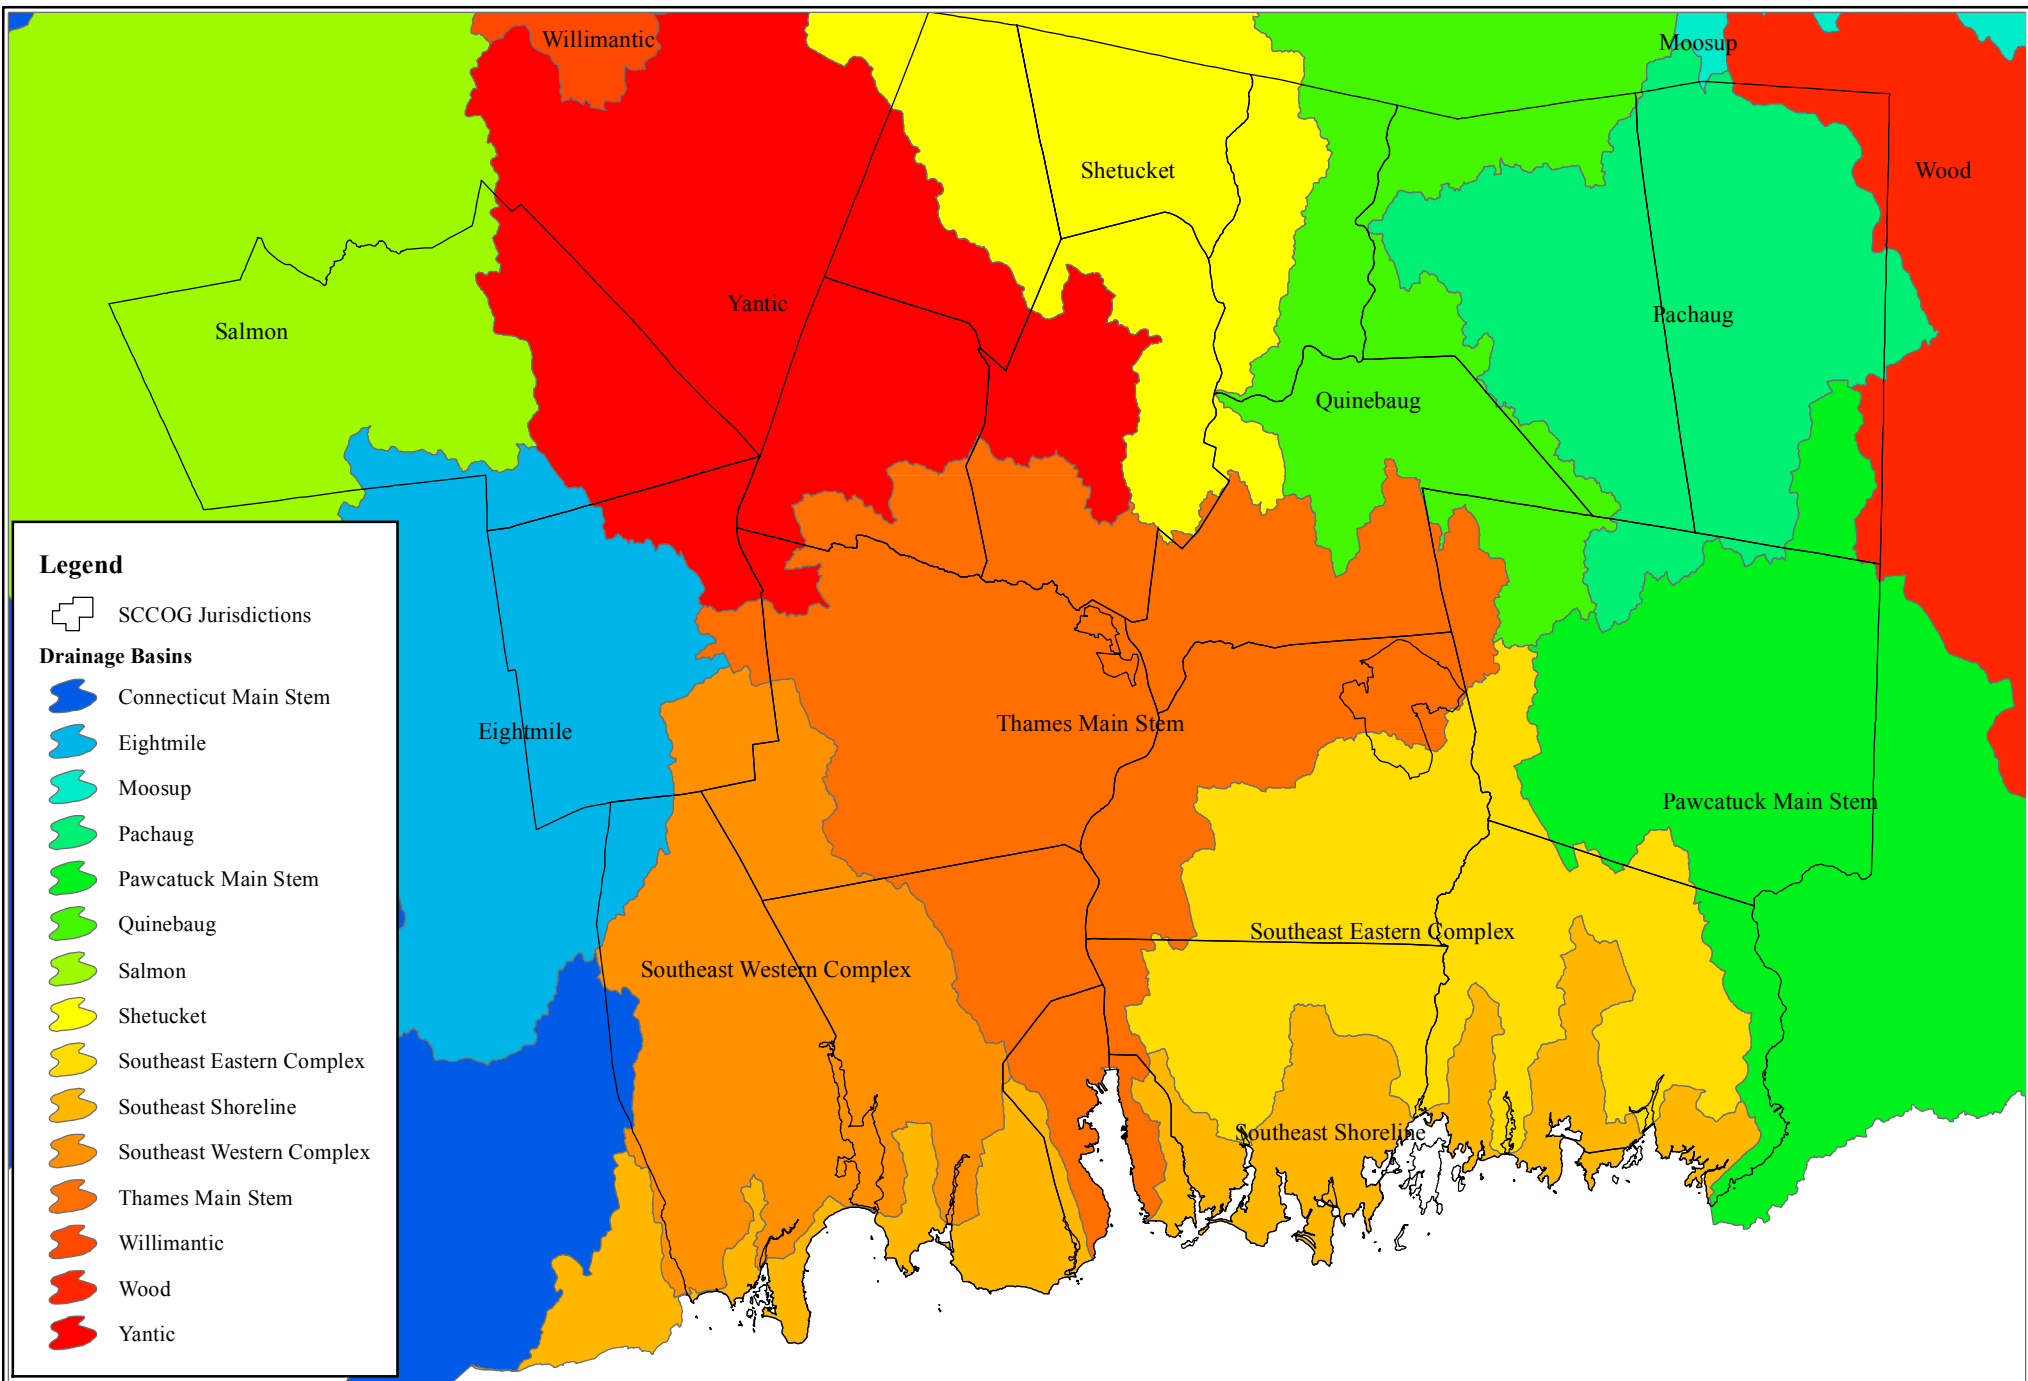 Willimantic
Moosup
Shetucket
Wood
Yantic
Salmon
Pachaug
Quinebaug
Eightmile
Thames Main Stem
Pawcatuck Main Stem
Southeast Eastern Complex
Southeast Western Complex
Southeast Shoreline
Legend
SCCOG Jurisdictions
Drainage Basins
Connecticut Main Stem
Eightmile
Moosup
Pachaug
Pawcatuck Main Stem
Quinebaug
Salmon
Shetucket
Southeast Eastern Complex
Southeast Shoreline
Southeast Western Complex
Thames Main Stem
Willimantic
Wood
Yantic